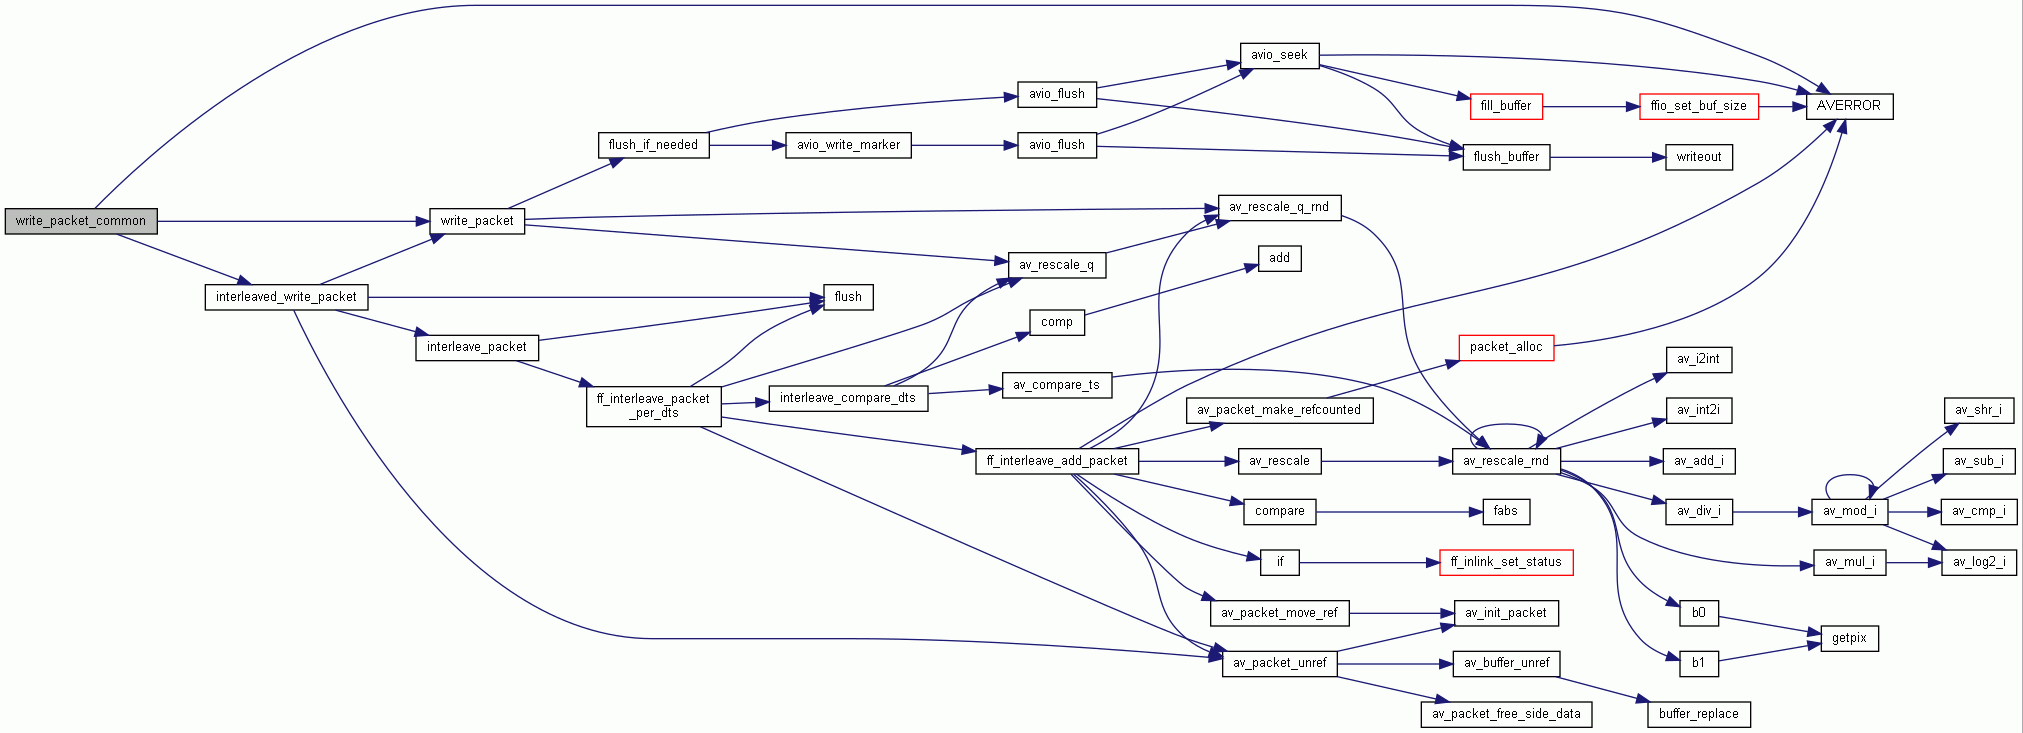 write_packet_common
write_packet
interleaved_write_packet
flush_if_needed
avio_write_marker
avio_flush
avio_flush
avio_seek
fill_buffer
ffio_set_buf_size
AVERROR
flush_buffer
writeout
av_rescale_q_rnd
av_rescale_q
add
flush
comp
interleave_packet
ff_interleave_packet
_per_dts
interleave_compare_dts
av_compare_ts
packet_alloc
av_packet_make_refcounted
ff_interleave_add_packet
av_rescale
av_rescale_rnd
av_i2int
av_int2i
av_add_i
av_div_i
av_mod_i
av_shr_i
av_sub_i
av_cmp_i
av_log2_i
av_mul_i
compare
fabs
if
ff_inlink_set_status
av_packet_move_ref
av_init_packet
b0
b1
getpix
av_packet_unref
av_buffer_unref
av_packet_free_side_data
buffer_replace